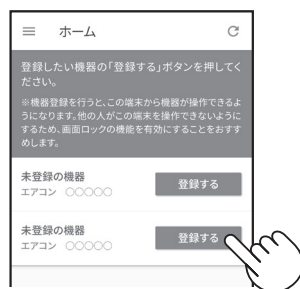 ホーム
登録したい機器の「登録する」ボタンを押してく
ださい。
※機器登録を行うと、この端末から機器が操作できるよ
うになります。他の人がこの端末を操作できないように
するため、画面ロックの機能を有効にすることをおすす
めします。
未登録の機器
エアコン ○○○○○
登録する
未登録の機器
エアコン ○○○○○
登録する